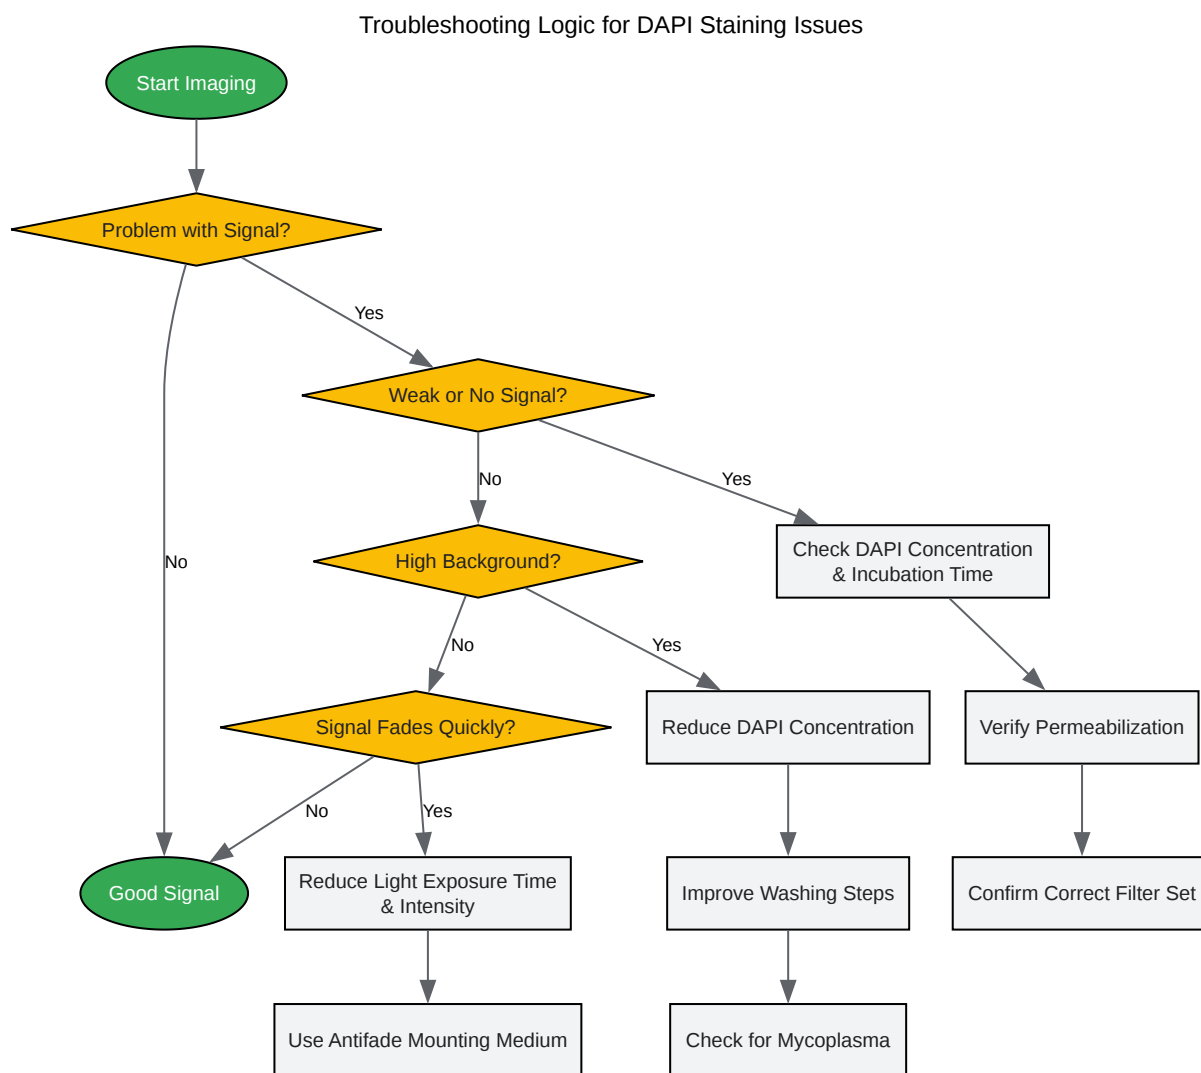 Troubleshooting Logic for DAPI Staining Issues
Start Imaging
Problem with Signal?
Yes
Weak or No Signal?
No
Yes
High Background?
Check DAPI Concentration
& Incubation Time
No
No
Yes
Signal Fades Quickly?
Reduce DAPI Concentration
Verify Permeabilization
No
Yes
Good Signal
Reduce Light Exposure Time
& Intensity
Improve Washing Steps
Confirm Correct Filter Set
Use Antifade Mounting Medium
Check for Mycoplasma